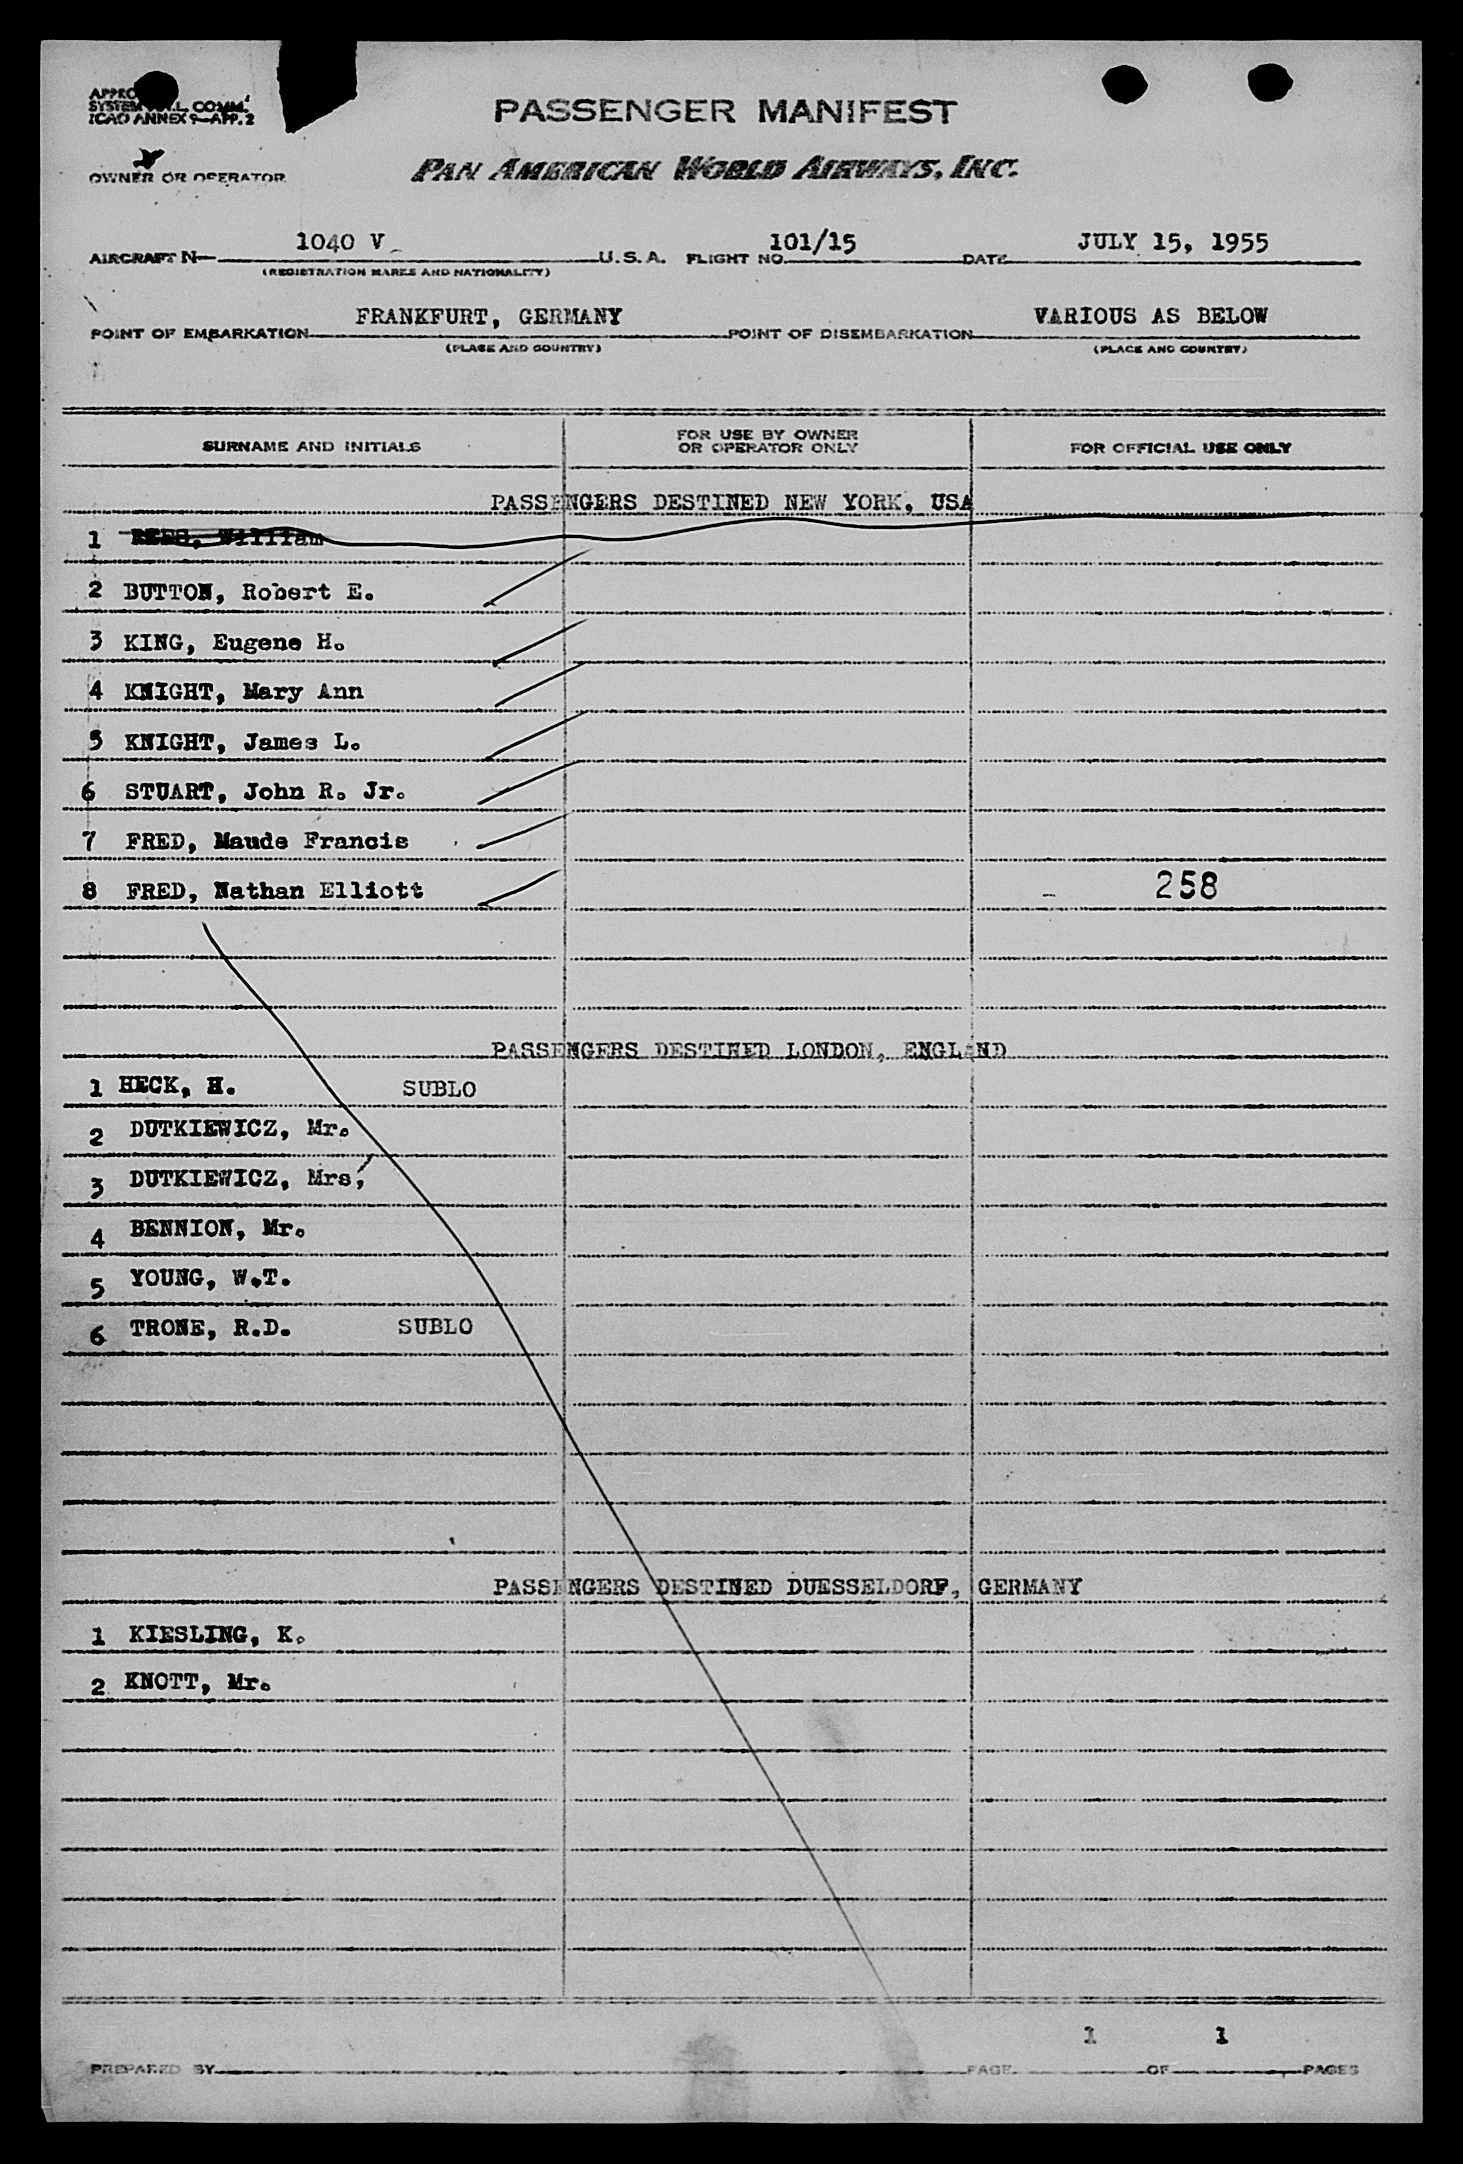 PASSENGER MANIFEST
ICAO ANNEX 9—APP. 2
OWNER OR OPERATOR
PAN AMERICAN WORLD AIRWAYS, INC.
AIRCRAFT N— 1040 V U.S.A. FLIGHT NO. 101/15 DATE JULY 15, 1955
(REGISTRATION MARKS AND NATIONALITY)
POINT OF EMBARKATION FRANKFURT, GERMANY POINT OF DISEMBARKATION VARIOUS AS BELOW
(PLACE AND COUNTRY) (PLACE AND COUNTRY)
SURNAME AND INITIALS FOR USE BY OWNER OR OPERATOR ONLY FOR OFFICIAL USE ONLY
PASSENGERS DESTINED NEW YORK, USA
1 REES, William
2 BUTTON, Robert E.
3 KING, Eugene H.
4 KNIGHT, Mary Ann
5 KNIGHT, James L.
6 STUART, John R. Jr.
7 FRED, Maude Francis
8 FRED, Nathan Elliott 258
PASSENGERS DESTINED LONDON, ENGLAND
1 HECK, H. SUBLO
2 DUTKIEWICZ, Mr.
3 DUTKIEWICZ, Mrs,
4 BENNION, Mr.
5 YOUNG, W.T.
6 TRONE, R.D. SUBLO
PASSENGERS DESTINED DUESSELDORF, GERMANY
1 KIESLING, K.
2 KNOTT, Mr.
PREPARED BY PAGE 1 OF 1 PAGES